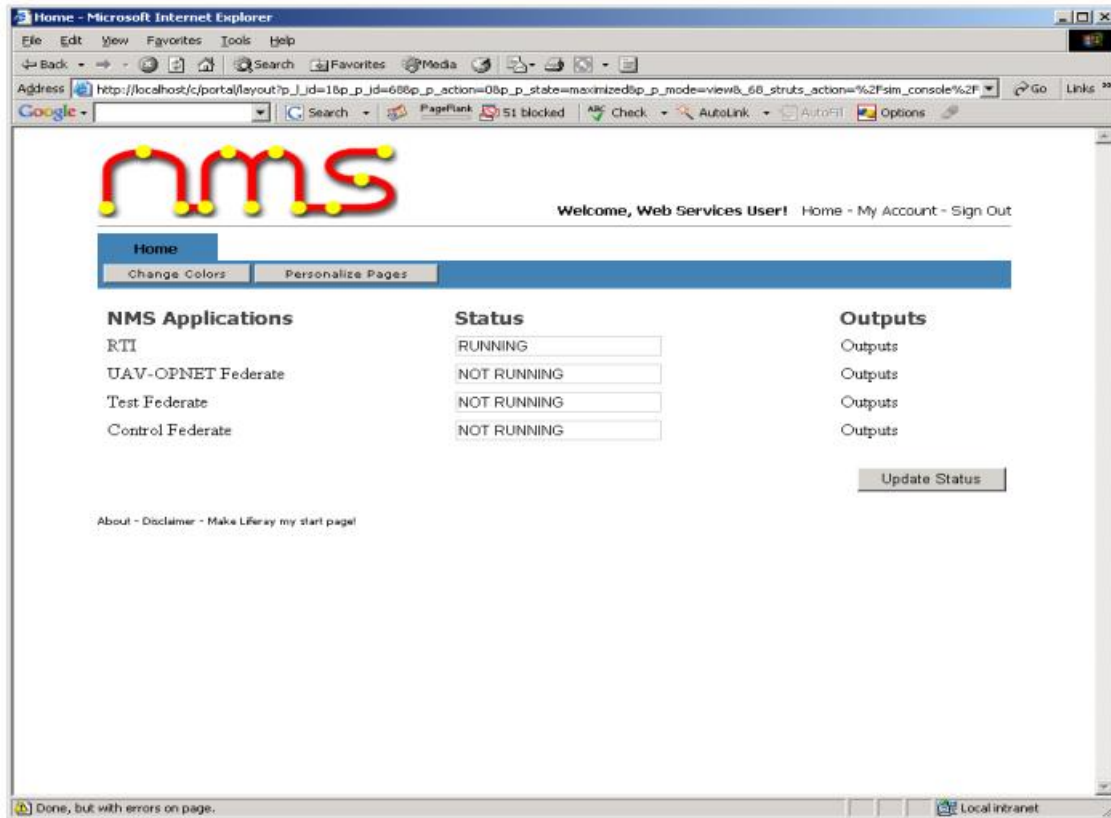 Home - Microsoft Internet Explorer
File Edit View Favorites Tools Help
Back Search Favorites Media
Address http://localhost/c/portal/layout?p_l_id=1&p_p_id=68&p_p_action=0&p_p_state=maximized&p_p_mode=view&_68_struts_action=%2Fsim_console%2F Go Links »
Google Search PageRank 51 blocked ABC Check AutoLink AutoFill Options
nms
Welcome, Web Services User! Home - My Account - Sign Out
Home
Change Colors Personalize Pages
NMS Applications Status Outputs
RTI RUNNING Outputs
UAV-OPNET Federate NOT RUNNING Outputs
Test Federate NOT RUNNING Outputs
Control Federate NOT RUNNING Outputs
Update Status
About - Disclaimer - Make Liferay my start page!
Done, but with errors on page. Local intranet